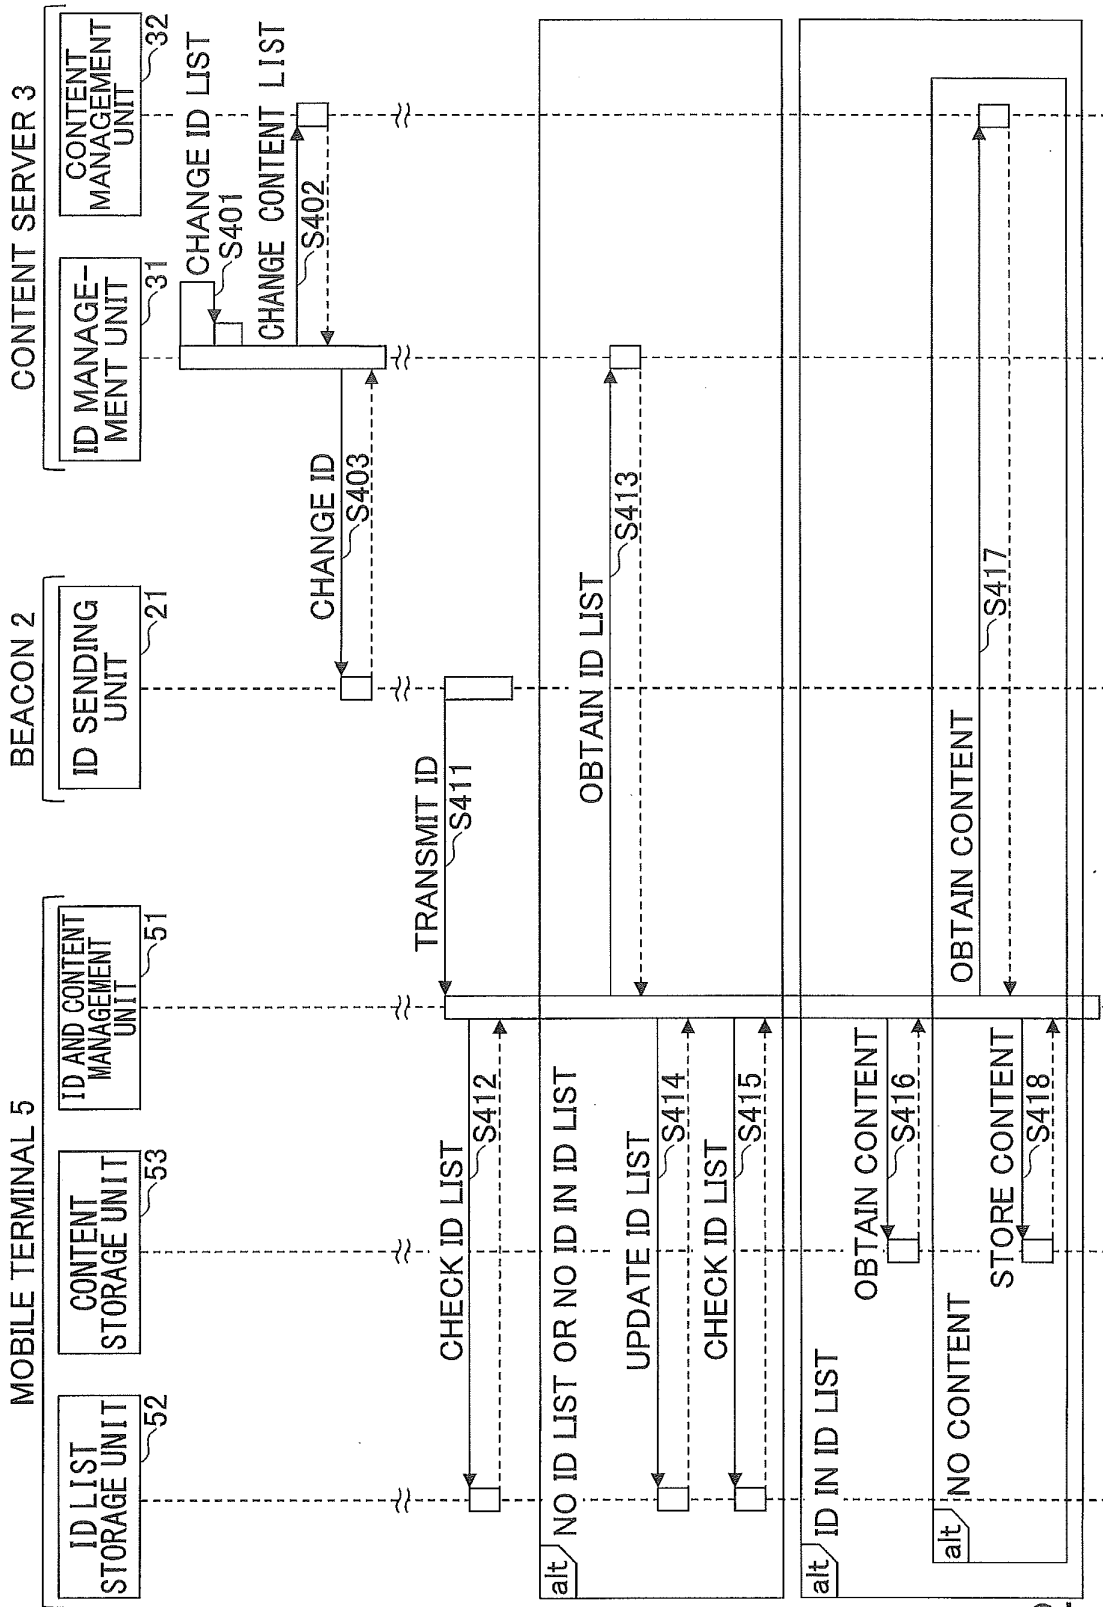 MOBILE TERMINAL 5
BEACON 2
CONTENT SERVER 3
ID LIST
STORAGE UNIT
52
CONTENT
STORAGE UNIT
53
ID AND CONTENT
MANAGEMENT
UNIT
51
ID SENDING
UNIT
21
ID MANAGE-
MENT UNIT
31
CONTENT
MANAGEMENT
UNIT
32
CHANGE ID LIST
S401
CHANGE CONTENT LIST
S402
CHANGE ID
S403
TRANSMIT ID
S411
CHECK ID LIST
S412
alt
NO ID LIST OR NO ID IN ID LIST
OBTAIN ID LIST
S413
UPDATE ID LIST
S414
CHECK ID LIST
S415
alt
ID IN ID LIST
OBTAIN CONTENT
S416
alt
NO CONTENT
OBTAIN CONTENT
S417
STORE CONTENT
S418